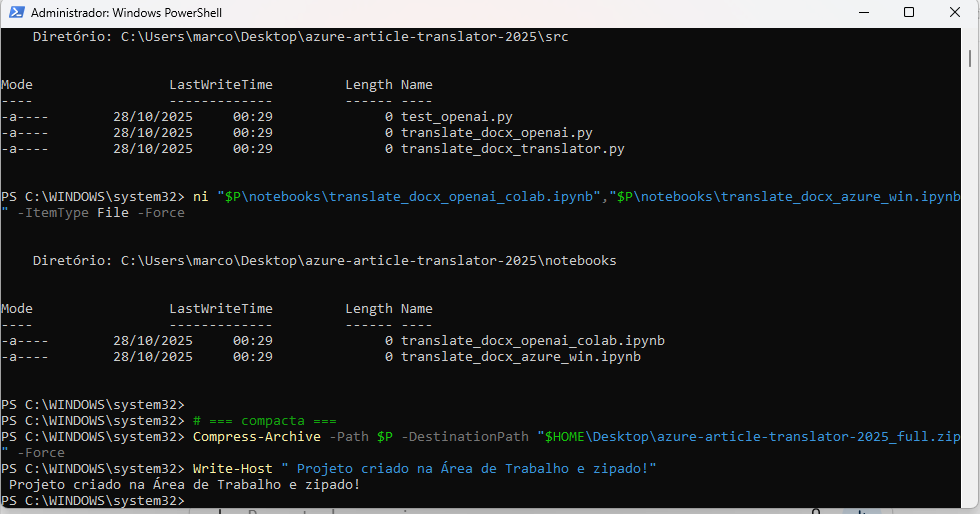 Administrador: Windows PowerShell
Diretório: C:\Users\marco\Desktop\azure-article-translator-2025\src
Mode LastWriteTime Length Name
---- ------------- ------ ----
-a---- 28/10/2025 00:29 0 test_openai.py
-a---- 28/10/2025 00:29 0 translate_docx_openai.py
-a---- 28/10/2025 00:29 0 translate_docx_translator.py
PS C:\WINDOWS\system32> ni "$P\notebooks\translate_docx_openai_colab.ipynb","$P\notebooks\translate_docx_azure_win.ipynb
" -ItemType File -Force
Diretório: C:\Users\marco\Desktop\azure-article-translator-2025\notebooks
Mode LastWriteTime Length Name
---- ------------- ------ ----
-a---- 28/10/2025 00:29 0 translate_docx_openai_colab.ipynb
-a---- 28/10/2025 00:29 0 translate_docx_azure_win.ipynb
PS C:\WINDOWS\system32>
PS C:\WINDOWS\system32> # === compacta ===
PS C:\WINDOWS\system32> Compress-Archive -Path $P -DestinationPath "$HOME\Desktop\azure-article-translator-2025_full.zip
" -Force
PS C:\WINDOWS\system32> Write-Host " Projeto criado na Área de Trabalho e zipado!"
Projeto criado na Área de Trabalho e zipado!
PS C:\WINDOWS\system32>